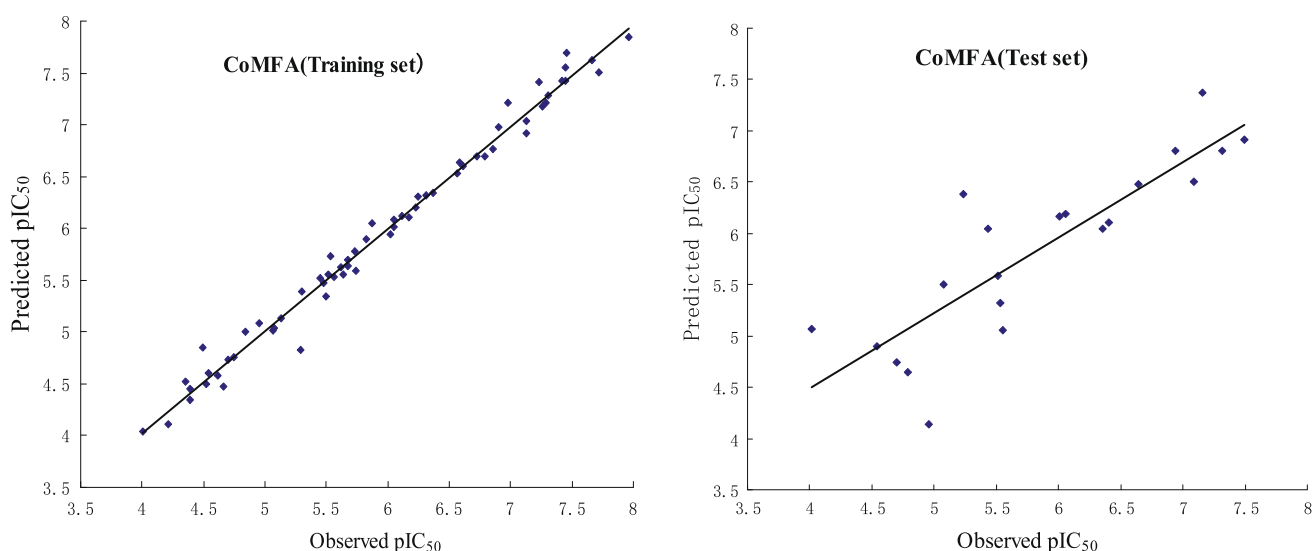 CoMFA(Training set)
8
7.5
7
6.5
6
5.5
5
4.5
4
3.5
Predicted pIC50
3.5 4 4.5 5 5.5 6 6.5 7 7.5 8
Observed pIC50
CoMFA(Test set)
8
7.5
7
6.5
6
5.5
5
4.5
4
3.5
Predicted pIC50
3.5 4 4.5 5 5.5 6 6.5 7 7.5 8
Observed pIC50